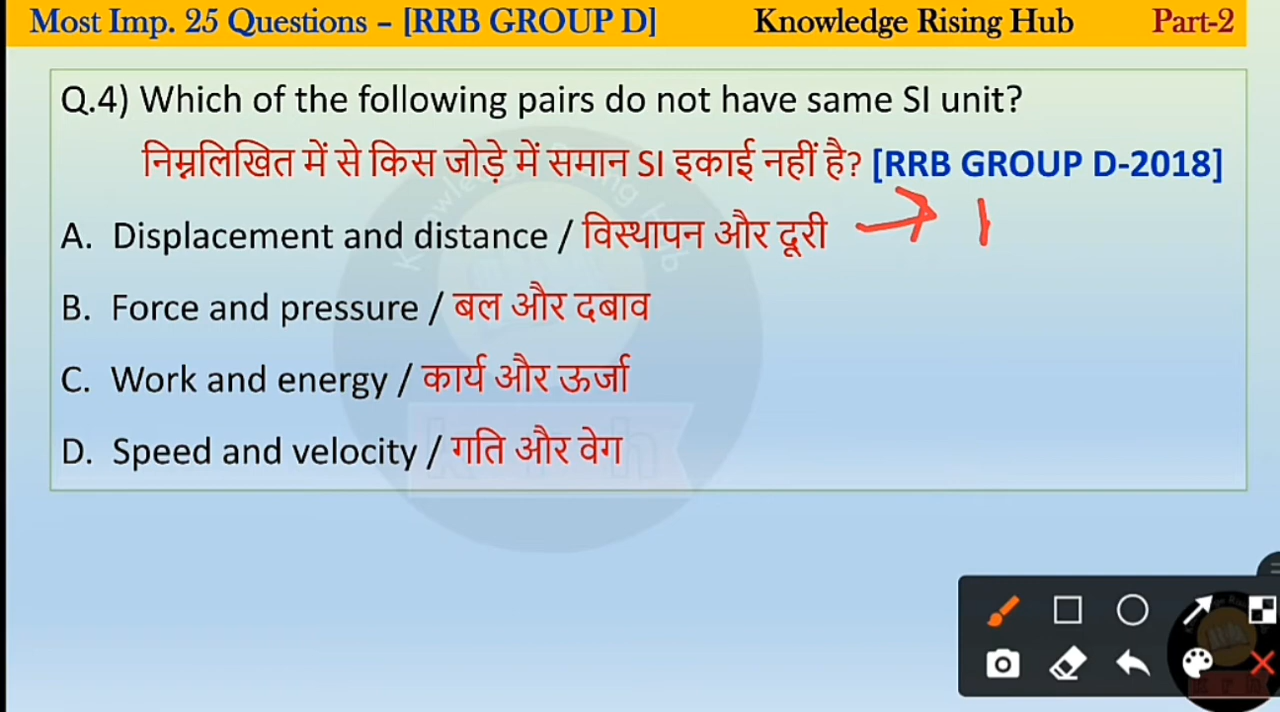 Most Imp. 25 Questions – [RRB GROUP D] Knowledge Rising Hub Part-2
Q.4) Which of the following pairs do not have same SI unit?
निम्नलिखित में से किस जोड़े में समान SI इकाई नहीं है? [RRB GROUP D-2018]
A. Displacement and distance / विस्थापन और दूरी
B. Force and pressure / बल और दबाव
C. Work and energy / कार्य और ऊर्जा
D. Speed and velocity / गति और वेग